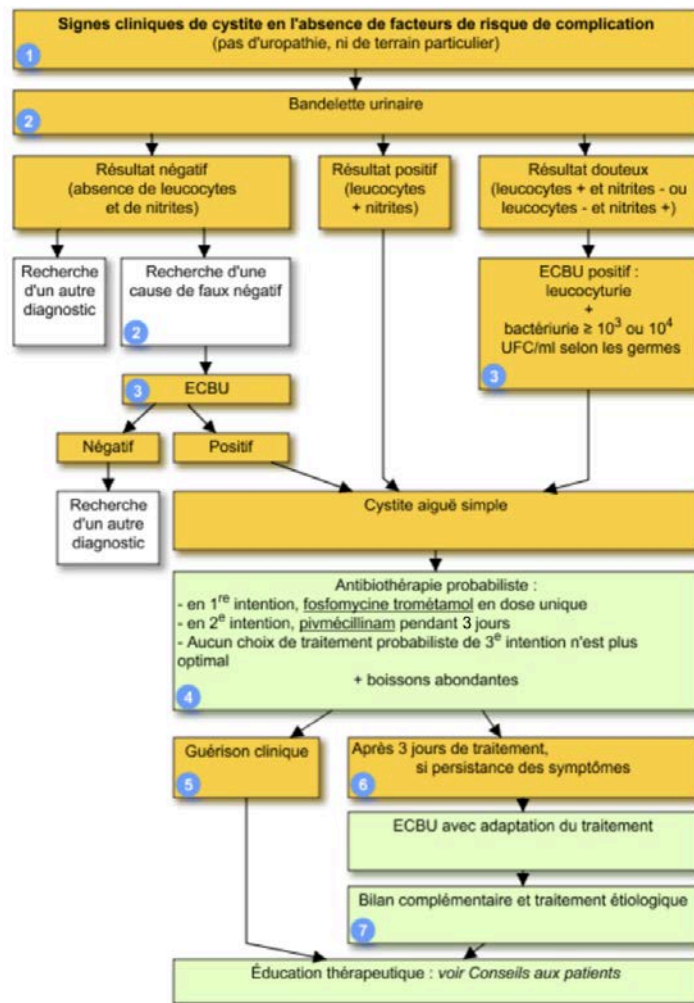 Signes cliniques de cystite en l'absence de facteurs de risque de complication
(pas d'uropathie, ni de terrain particulier)
1
Bandelette urinaire
2
Résultat négatif
(absence de leucocytes
et de nitrites)
Résultat positif
(leucocytes
+ nitrites)
Résultat douteux
(leucocytes + et nitrites - ou
leucocytes - et nitrites +)
Recherche
d'un autre
diagnostic
Recherche d'une
cause de faux négatif
2
ECBU positif :
leucocyturie
+
bactériurie ≥ 10³ ou 10⁴
UFC/ml selon les germes
3
3 ECBU
Négatif
Positif
Recherche
d'un autre
diagnostic
Cystite aiguë simple
Antibiothérapie probabiliste :
- en 1re intention, fosfomycine trométamol en dose unique
- en 2e intention, pivmécillinam pendant 3 jours
- Aucun choix de traitement probabiliste de 3e intention n'est plus
optimal
+ boissons abondantes
4
Guérison clinique
5
Après 3 jours de traitement,
si persistance des symptômes
6
ECBU avec adaptation du traitement
Bilan complémentaire et traitement étiologique
7
Éducation thérapeutique : voir Conseils aux patients